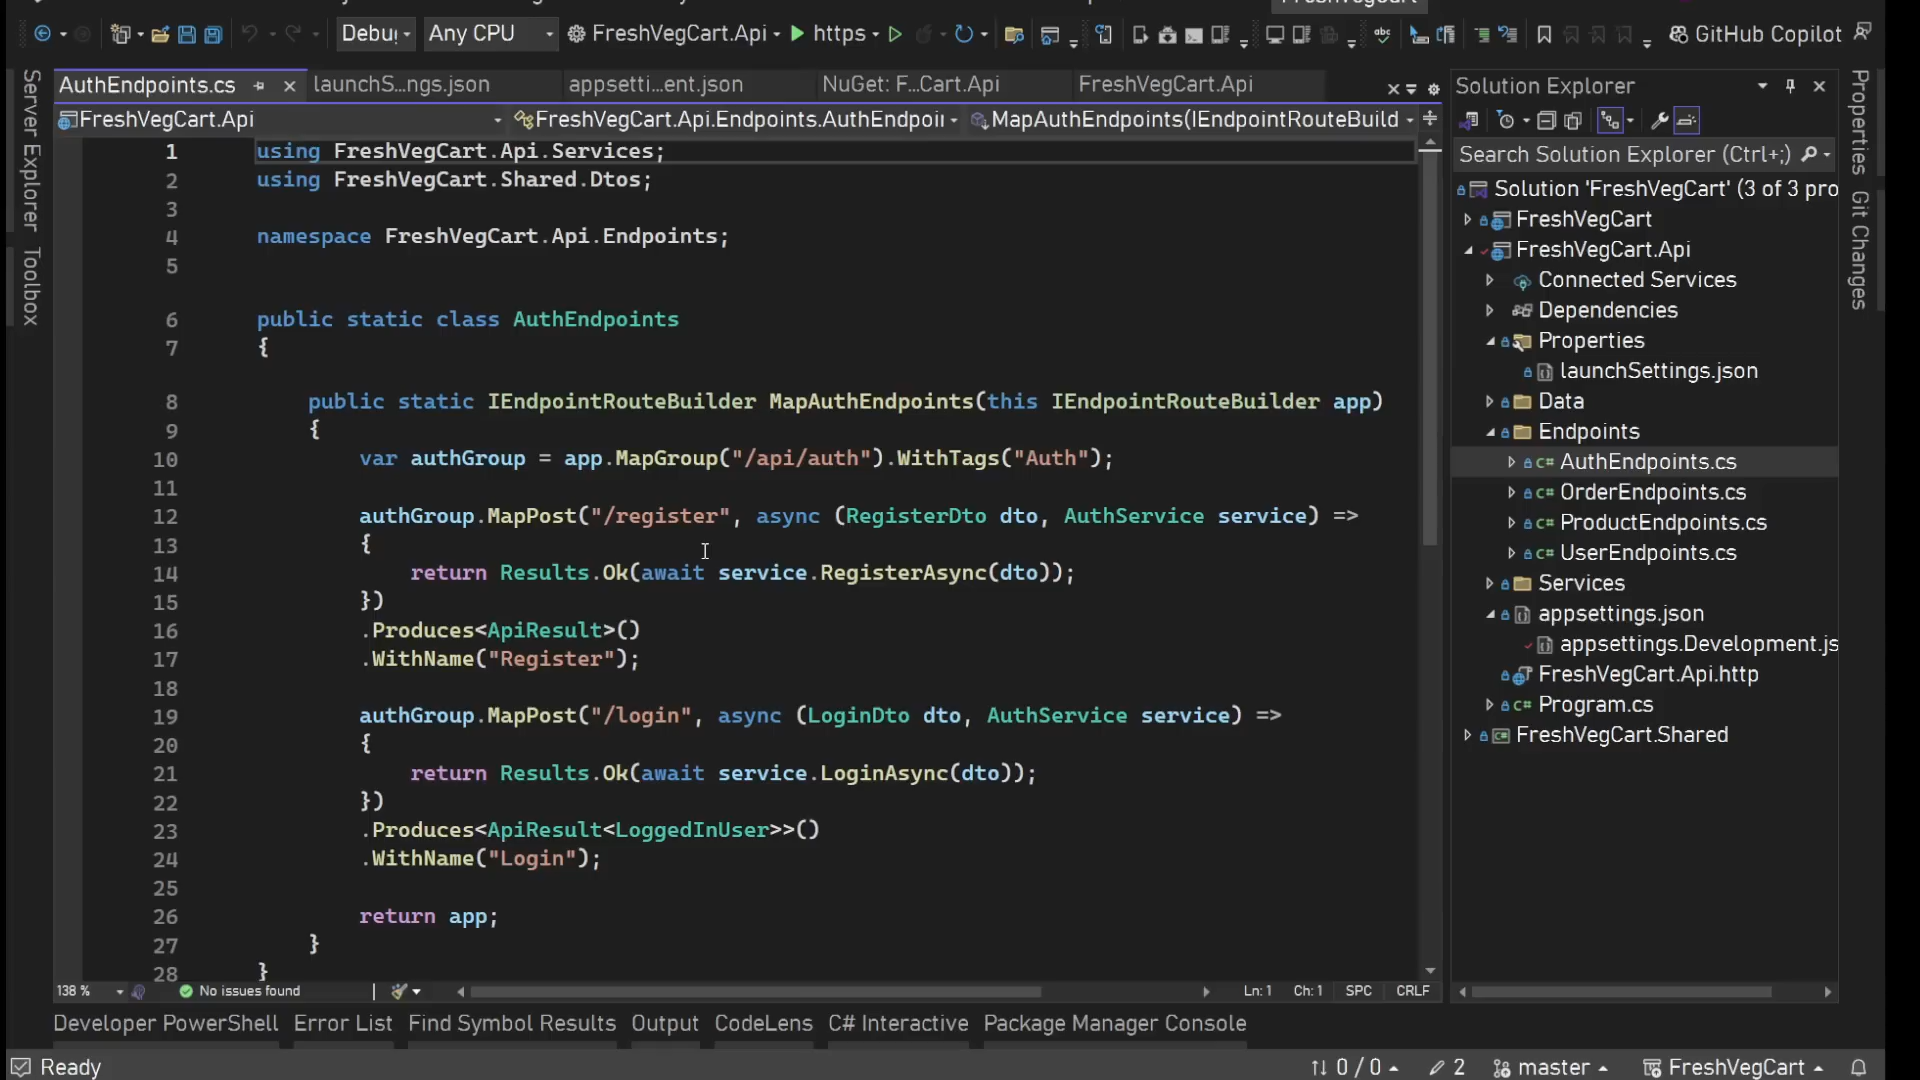 Debug
Any CPU
FreshVegCart.Api
https
GitHub Copilot
AuthEndpoints.cs
launchS...ngs.json
appsetti...ent.json
NuGet: F...Cart.Api
FreshVegCart.Api
FreshVegCart.Api
FreshVegCart.Api.Endpoints.AuthEndpoin
MapAuthEndpoints(IEndpointRouteBuild
Server Explorer
Toolbox
1 using FreshVegCart.Api.Services;
2 using FreshVegCart.Shared.Dtos;
3
4 namespace FreshVegCart.Api.Endpoints;
5
6 public static class AuthEndpoints
7 {
8 public static IEndpointRouteBuilder MapAuthEndpoints(this IEndpointRouteBuilder app)
9 {
10 var authGroup = app.MapGroup("/api/auth").WithTags("Auth");
11
12 authGroup.MapPost("/register", async (RegisterDto dto, AuthService service) =>
13 {
14 return Results.Ok(await service.RegisterAsync(dto));
15 })
16 .Produces<ApiResult>()
17 .WithName("Register");
18
19 authGroup.MapPost("/login", async (LoginDto dto, AuthService service) =>
20 {
21 return Results.Ok(await service.LoginAsync(dto));
22 })
23 .Produces<ApiResult<LoggedInUser>>()
24 .WithName("Login");
25
26 return app;
27 }
28 }
138 %
No issues found
Ln: 1
Ch: 1
SPC
CRLF
Solution Explorer
Search Solution Explorer (Ctrl+;)
Solution 'FreshVegCart' (3 of 3 pro
FreshVegCart
FreshVegCart.Api
Connected Services
Dependencies
Properties
launchSettings.json
Data
Endpoints
AuthEndpoints.cs
OrderEndpoints.cs
ProductEndpoints.cs
UserEndpoints.cs
Services
appsettings.json
appsettings.Development.js
FreshVegCart.Api.http
Program.cs
FreshVegCart.Shared
Properties
Git Changes
Developer PowerShell
Error List
Find Symbol Results
Output
CodeLens
C# Interactive
Package Manager Console
Ready
0 / 0
2
master
FreshVegCart